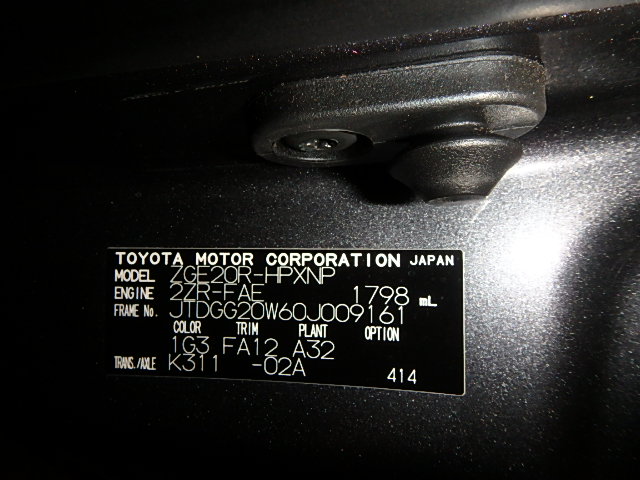 TOYOTA MOTOR CORPORATION JAPAN
MODEL ZGE20R-HPXNP
ENGINE 2ZR-FAE 1798 mL
FRAME No. JTDGG20W60J009161
COLOR TRIM PLANT OPTION
1G3 FA12 A32
TRANS./AXLE K311 -02A
414